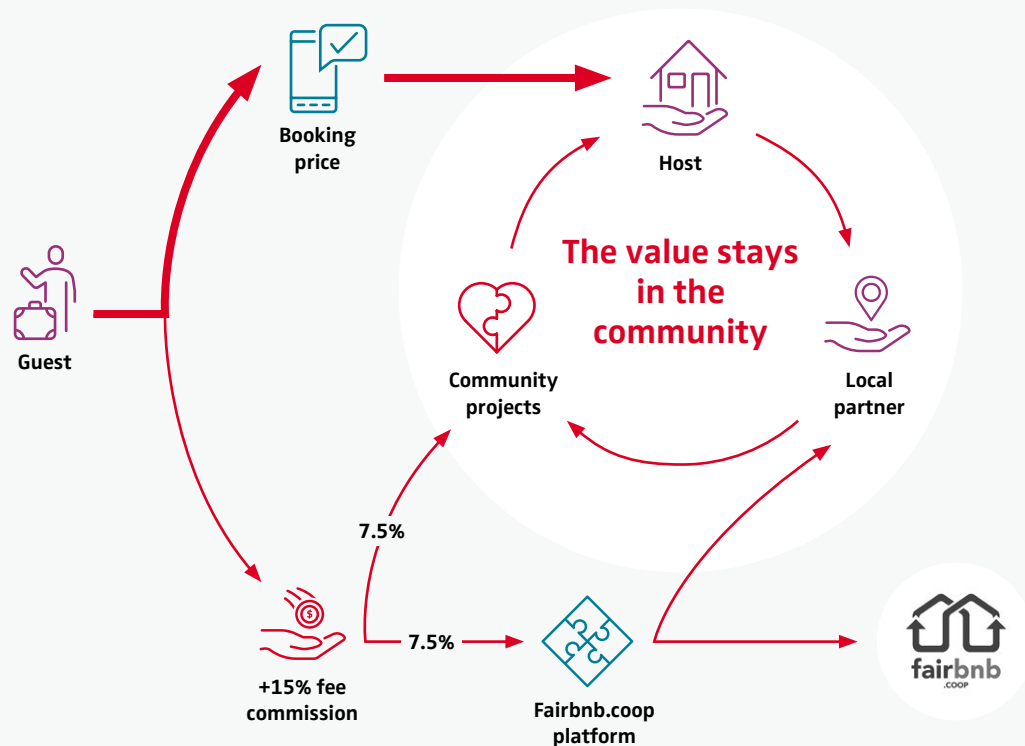 Booking
price
Host
The value stays
in the
community
Guest
Community
projects
Local
partner
7.5%
7.5%
$
+15% fee
commission
Fairbnb.coop
platform
fairbnb
.COOP